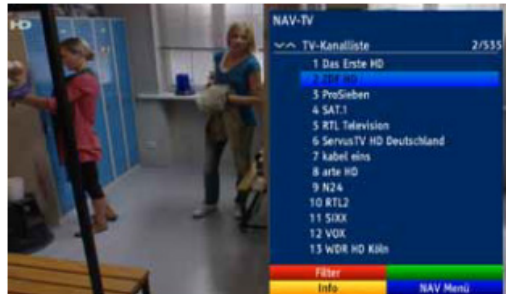 HD
NAV-TV
TV-Kanalliste 2/535
1 Das Erste HD
2 ZDF HD
3 ProSieben
4 SAT.1
5 RTL Television
6 ServusTV HD Deutschland
7 kabel eins
8 arte HD
9 N24
10 RTL2
11 SIXX
12 VOX
13 WDR HD Köln
Filter
Info NAV Menü